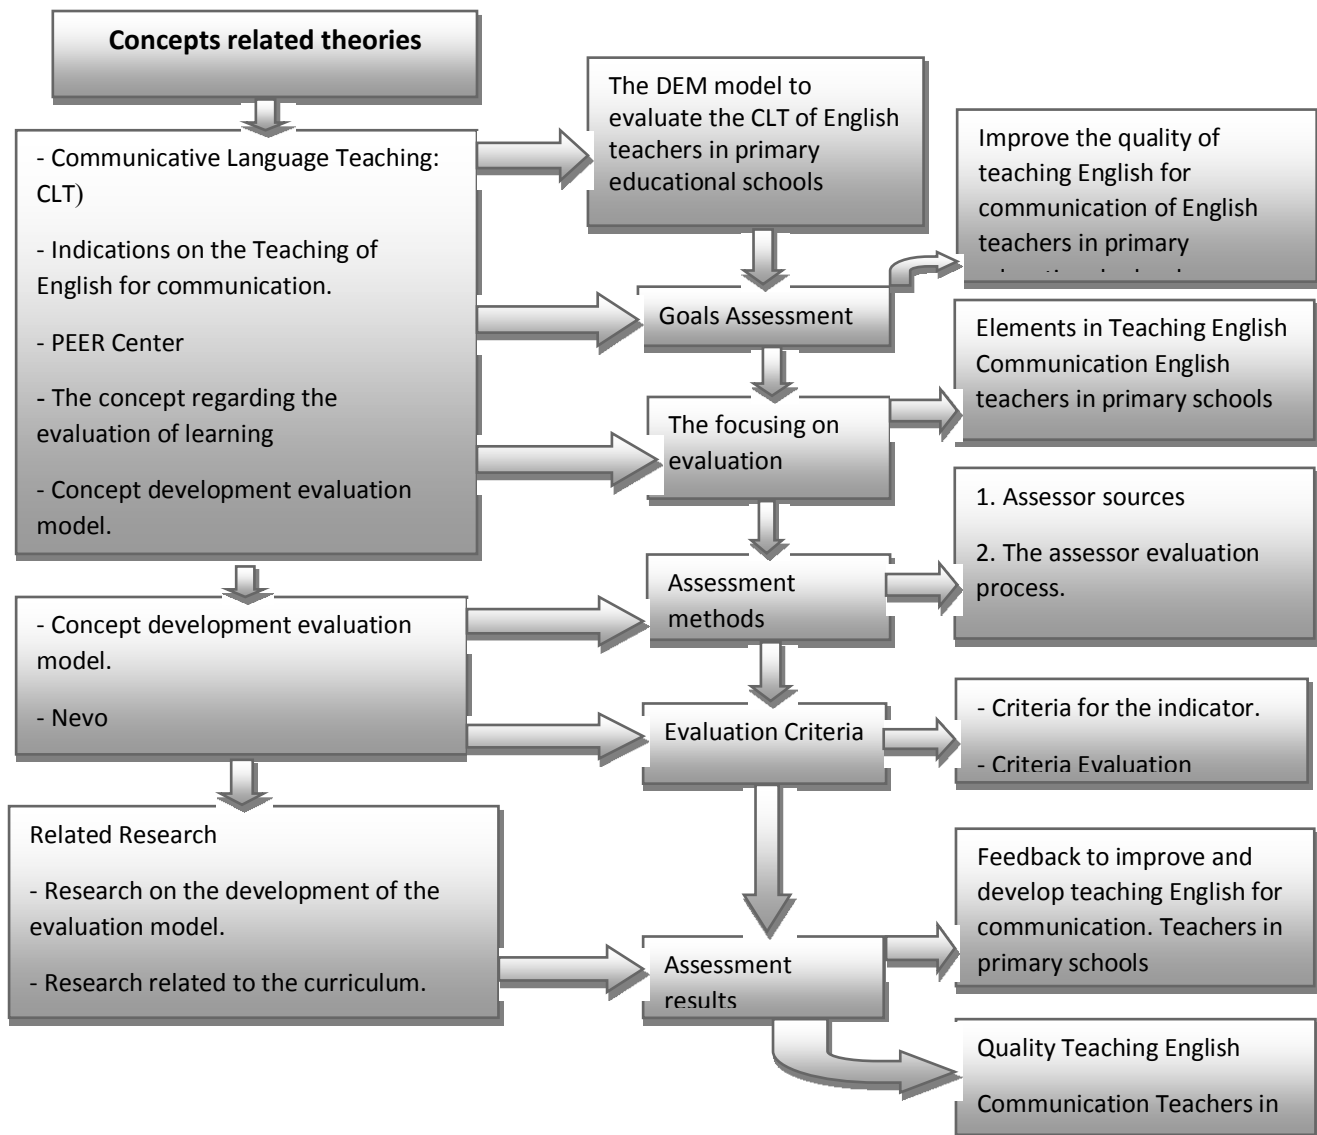 Concepts related theories
- Communicative Language Teaching:
CLT)
- Indications on the Teaching of
English for communication.
- PEER Center
- The concept regarding the
evaluation of learning
- Concept development evaluation
model.
- Concept development evaluation
model.
- Nevo
Related Research
- Research on the development of the
evaluation model.
- Research related to the curriculum.
The DEM model to
evaluate the CLT of English
teachers in primary
educational schools
Goals Assessment
The focusing on
evaluation
Assessment
methods
Evaluation Criteria
Assessment
results
Improve the quality of
teaching English for
communication of English
teachers in primary
Elements in Teaching English
Communication English
teachers in primary schools
1. Assessor sources
2. The assessor evaluation
process.
- Criteria for the indicator.
- Criteria Evaluation
Feedback to improve and
develop teaching English for
communication. Teachers in
primary schools
Quality Teaching English
Communication Teachers in